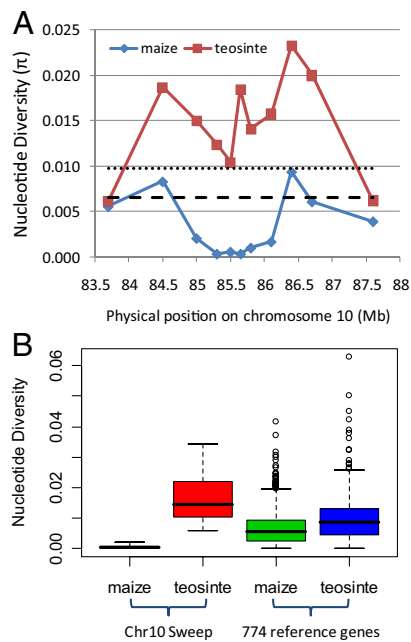 A
maize teosinte
Nucleotide Diversity (π)
0.025
0.020
0.015
0.010
0.005
0.000
83.5 84 84.5 85 85.5 86 86.5 87 87.5 88
Physical position on chromosome 10 (Mb)
B
Nucleotide Diversity
0.06
0.04
0.02
0.00
maize teosinte maize teosinte
Chr10 Sweep 774 reference genes